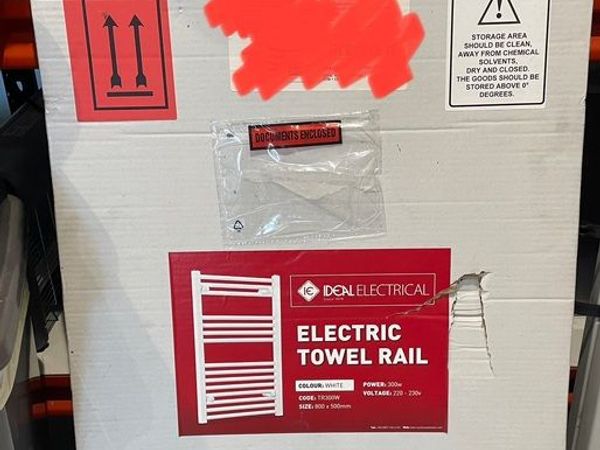 STORAGE AREA
SHOULD BE CLEAN,
AWAY FROM CHEMICAL
SOLVENTS,
DRY AND CLOSED.
THE GOODS SHOULD BE
STORED ABOVE 0°
DEGREES.
DOCUMENTS ENCLOSED
IE IDEAL ELECTRICAL
ELECTRIC
TOWEL RAIL
COLOUR: WHITE POWER: 300w
CODE: TR300W VOLTAGE: 220 - 230v
SIZE: 800 x 500mm